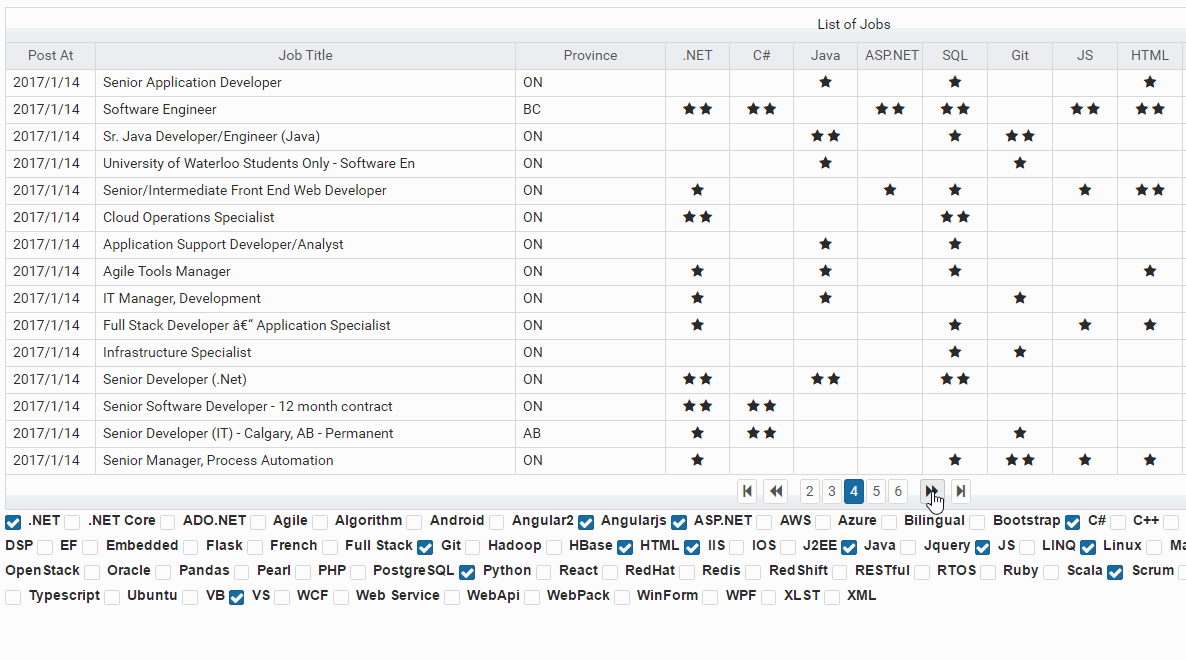 List of Jobs
Post At Job Title Province .NET C# Java ASP.NET SQL Git JS HTML
2017/1/14 Senior Application Developer ON ★ ★ ★
2017/1/14 Software Engineer BC ★★ ★★ ★★ ★★ ★★ ★★
2017/1/14 Sr. Java Developer/Engineer (Java) ON ★★ ★ ★★
2017/1/14 University of Waterloo Students Only - Software En ON ★ ★
2017/1/14 Senior/Intermediate Front End Web Developer ON ★ ★ ★ ★ ★★
2017/1/14 Cloud Operations Specialist ON ★★ ★★
2017/1/14 Application Support Developer/Analyst ON ★ ★
2017/1/14 Agile Tools Manager ON ★ ★ ★ ★
2017/1/14 IT Manager, Development ON ★ ★ ★
2017/1/14 Full Stack Developer â€“ Application Specialist ON ★ ★ ★ ★
2017/1/14 Infrastructure Specialist ON ★ ★
2017/1/14 Senior Developer (.Net) ON ★★ ★★ ★★
2017/1/14 Senior Software Developer - 12 month contract ON ★★ ★★
2017/1/14 Senior Developer (IT) - Calgary, AB - Permanent AB ★ ★★ ★
2017/1/14 Senior Manager, Process Automation ON ★ ★ ★★ ★ ★
2 3 4 5 6
.NET .NET Core ADO.NET Agile Algorithm Android Angular2 Angularjs ASP.NET AWS Azure Bilingual Bootstrap C# C++
DSP EF Embedded Flask French Full Stack Git Hadoop HBase HTML IIS IOS J2EE Java Jquery JS LINQ Linux Ma
OpenStack Oracle Pandas Pearl PHP PostgreSQL Python React RedHat Redis RedShift RESTful RTOS Ruby Scala Scrum
Typescript Ubuntu VB VS WCF Web Service WebApi WebPack WinForm WPF XLST XML